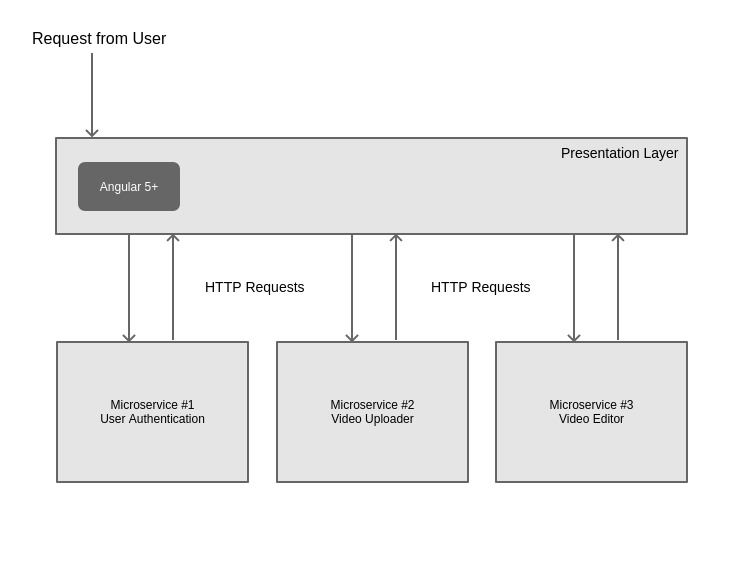 Request from User
Presentation Layer
Angular 5+
HTTP Requests
HTTP Requests
Microservice #1
User Authentication
Microservice #2
Video Uploader
Microservice #3
Video Editor